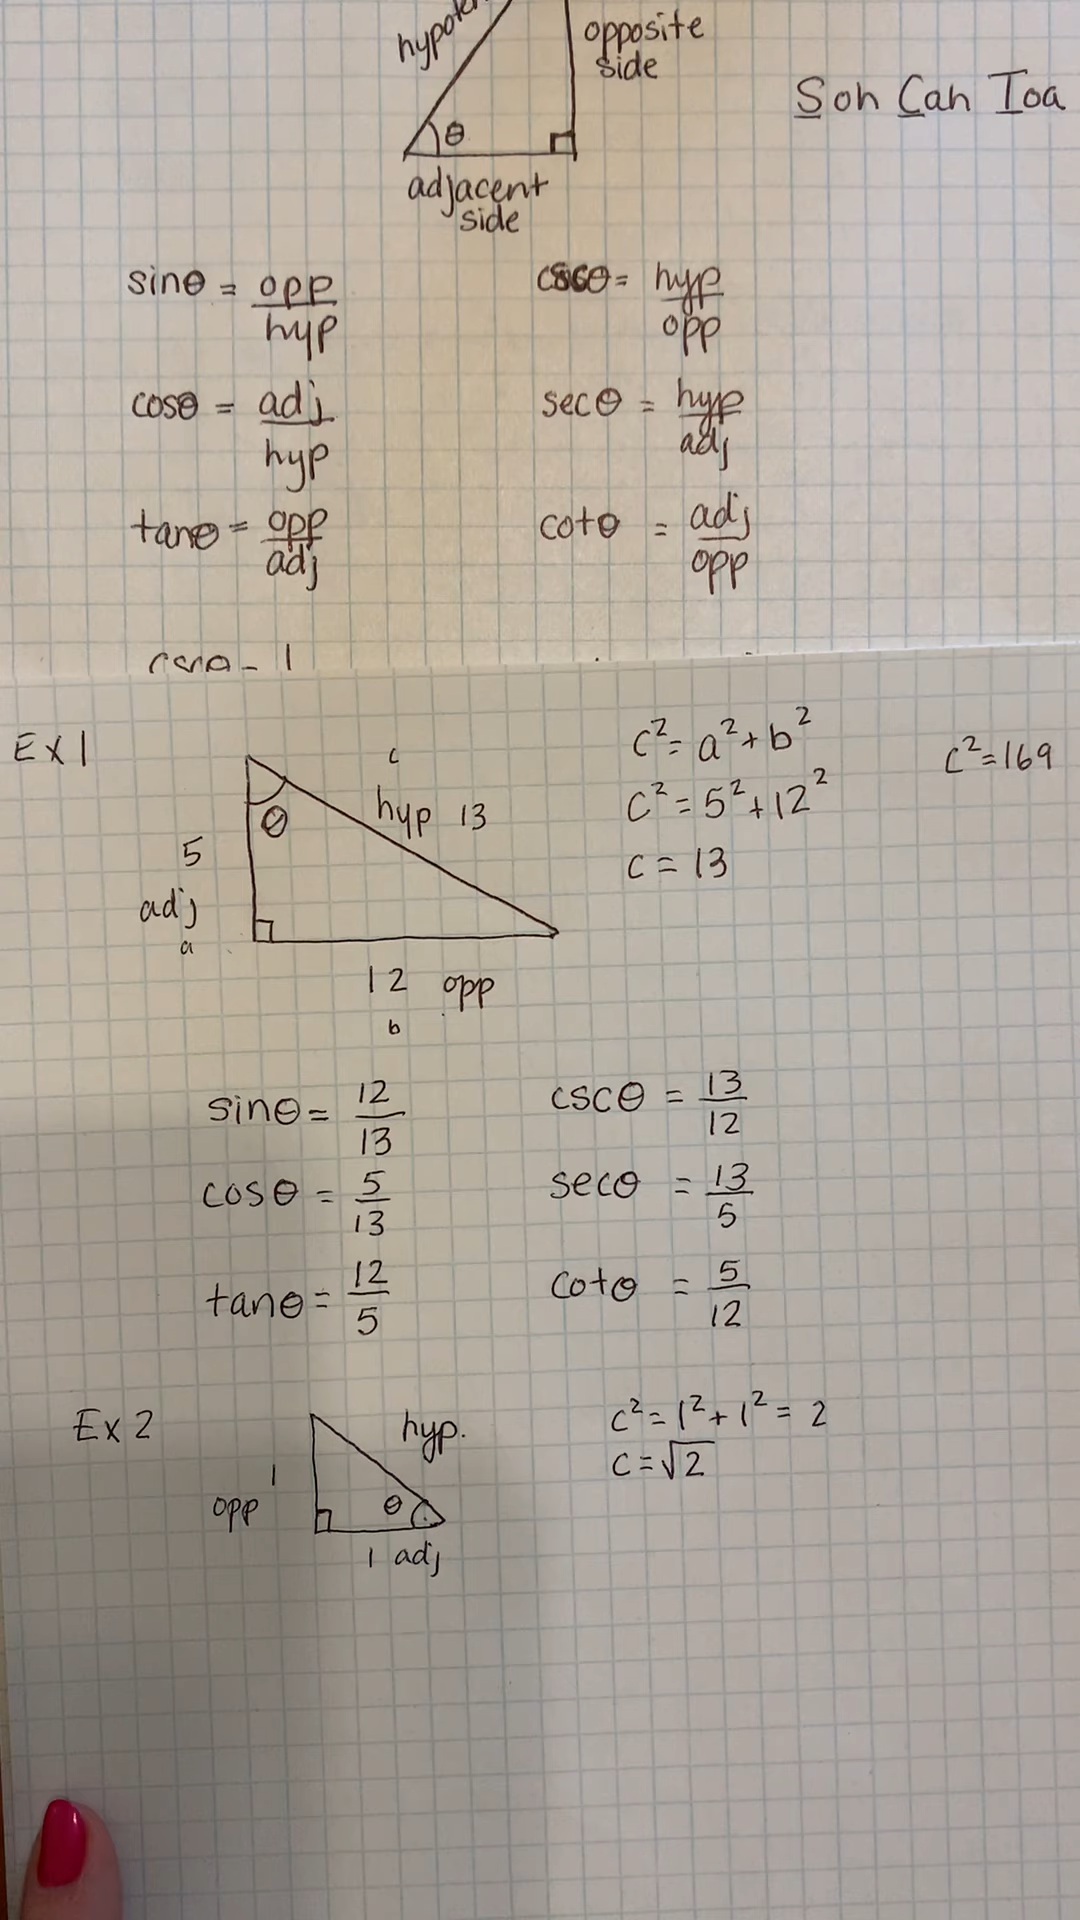 opposite
side
Soh Cah Toa
θ
adjacent
side
sinθ = opp/hyp
cscθ = hyp/opp
cosθ = adj/hyp
secθ = hyp/adj
tanθ = opp/adj
cotθ = adj/opp
Ex 1
c
hyp 13
θ
5
adj
a
12 opp
b
c² = a² + b²
c² = 5² + 12²
c = 13
c² = 169
sinθ = 12/13
cscθ = 13/12
cosθ = 5/13
secθ = 13/5
tanθ = 12/5
cotθ = 5/12
Ex 2
hyp.
1
opp
θ
1 adj
c² = 1² + 1² = 2
c = √2